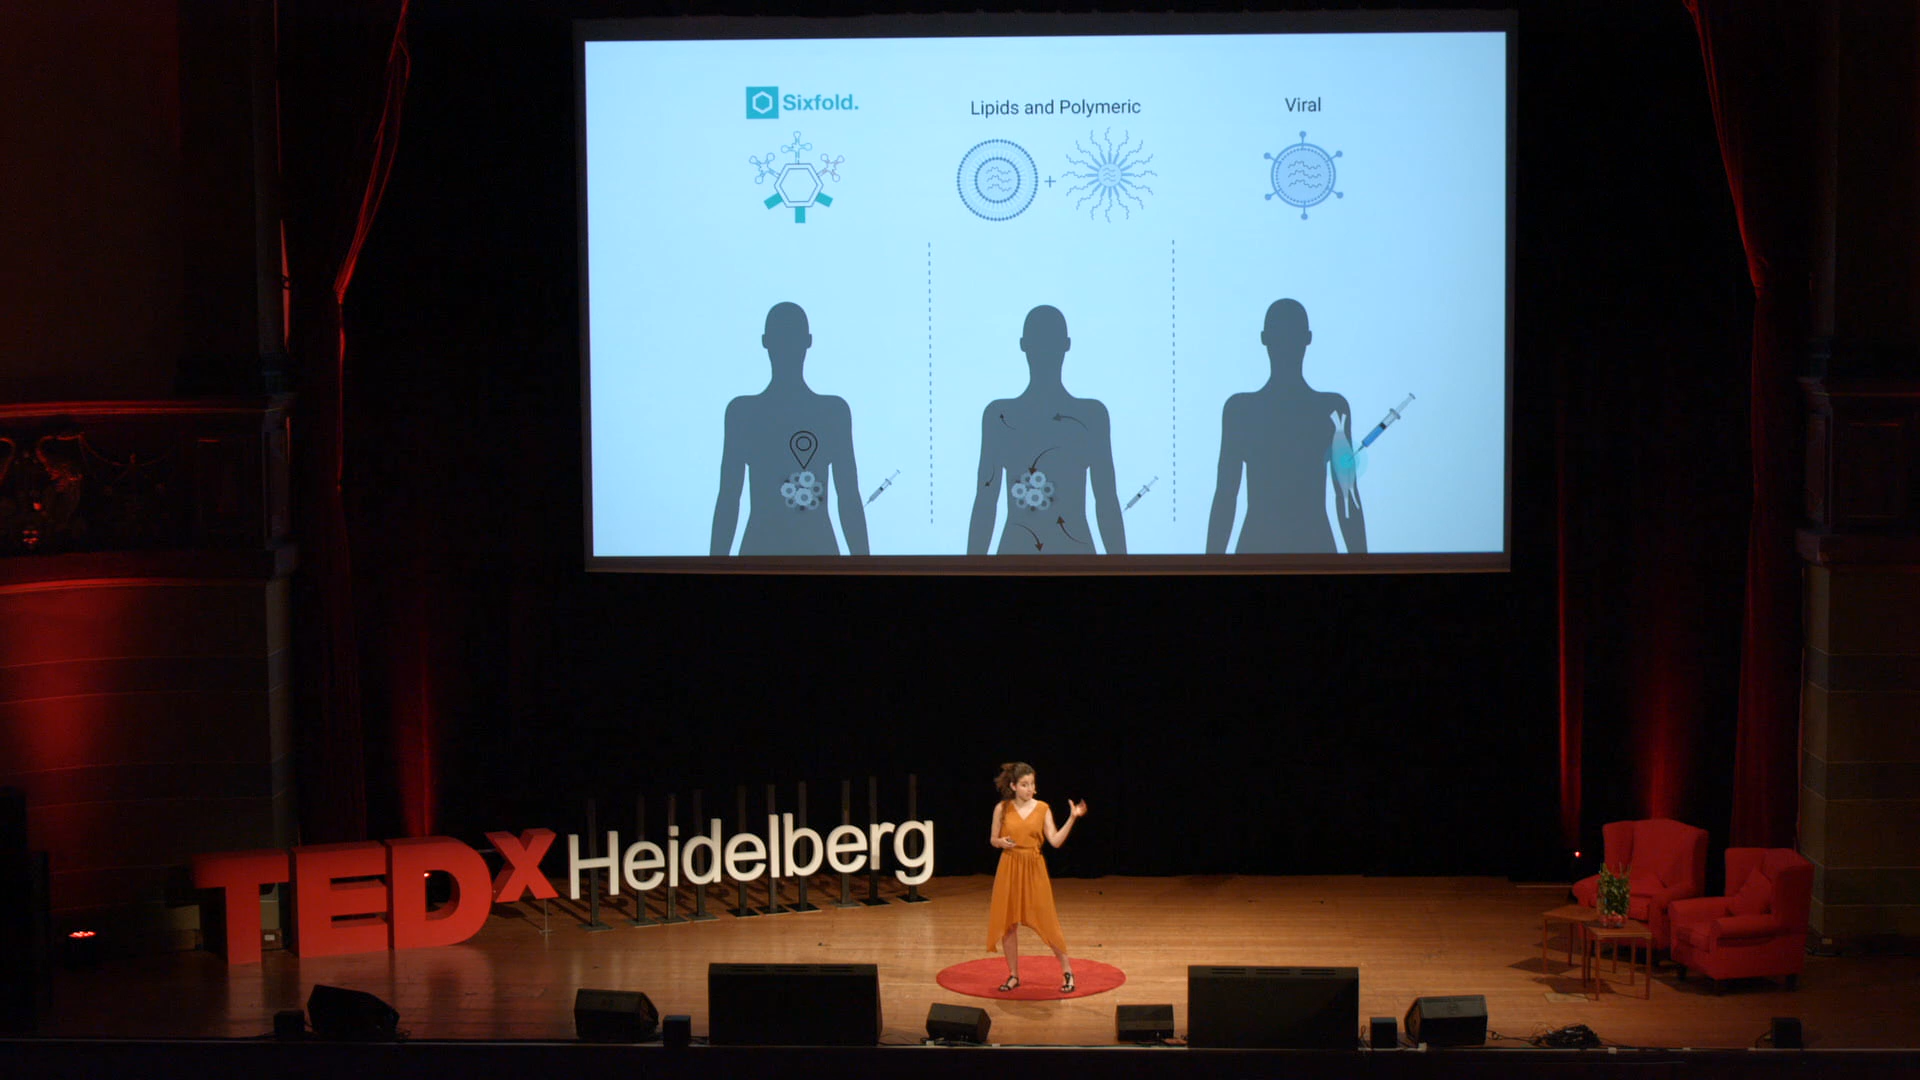 Sixfold.
Lipids and Polymeric
Viral
+
TEDx Heidelberg